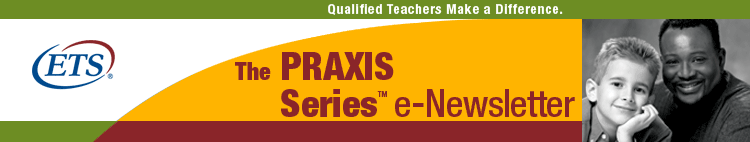 Qualified Teachers Make a Difference.
ETS®
The PRAXIS
Series™ e-Newsletter